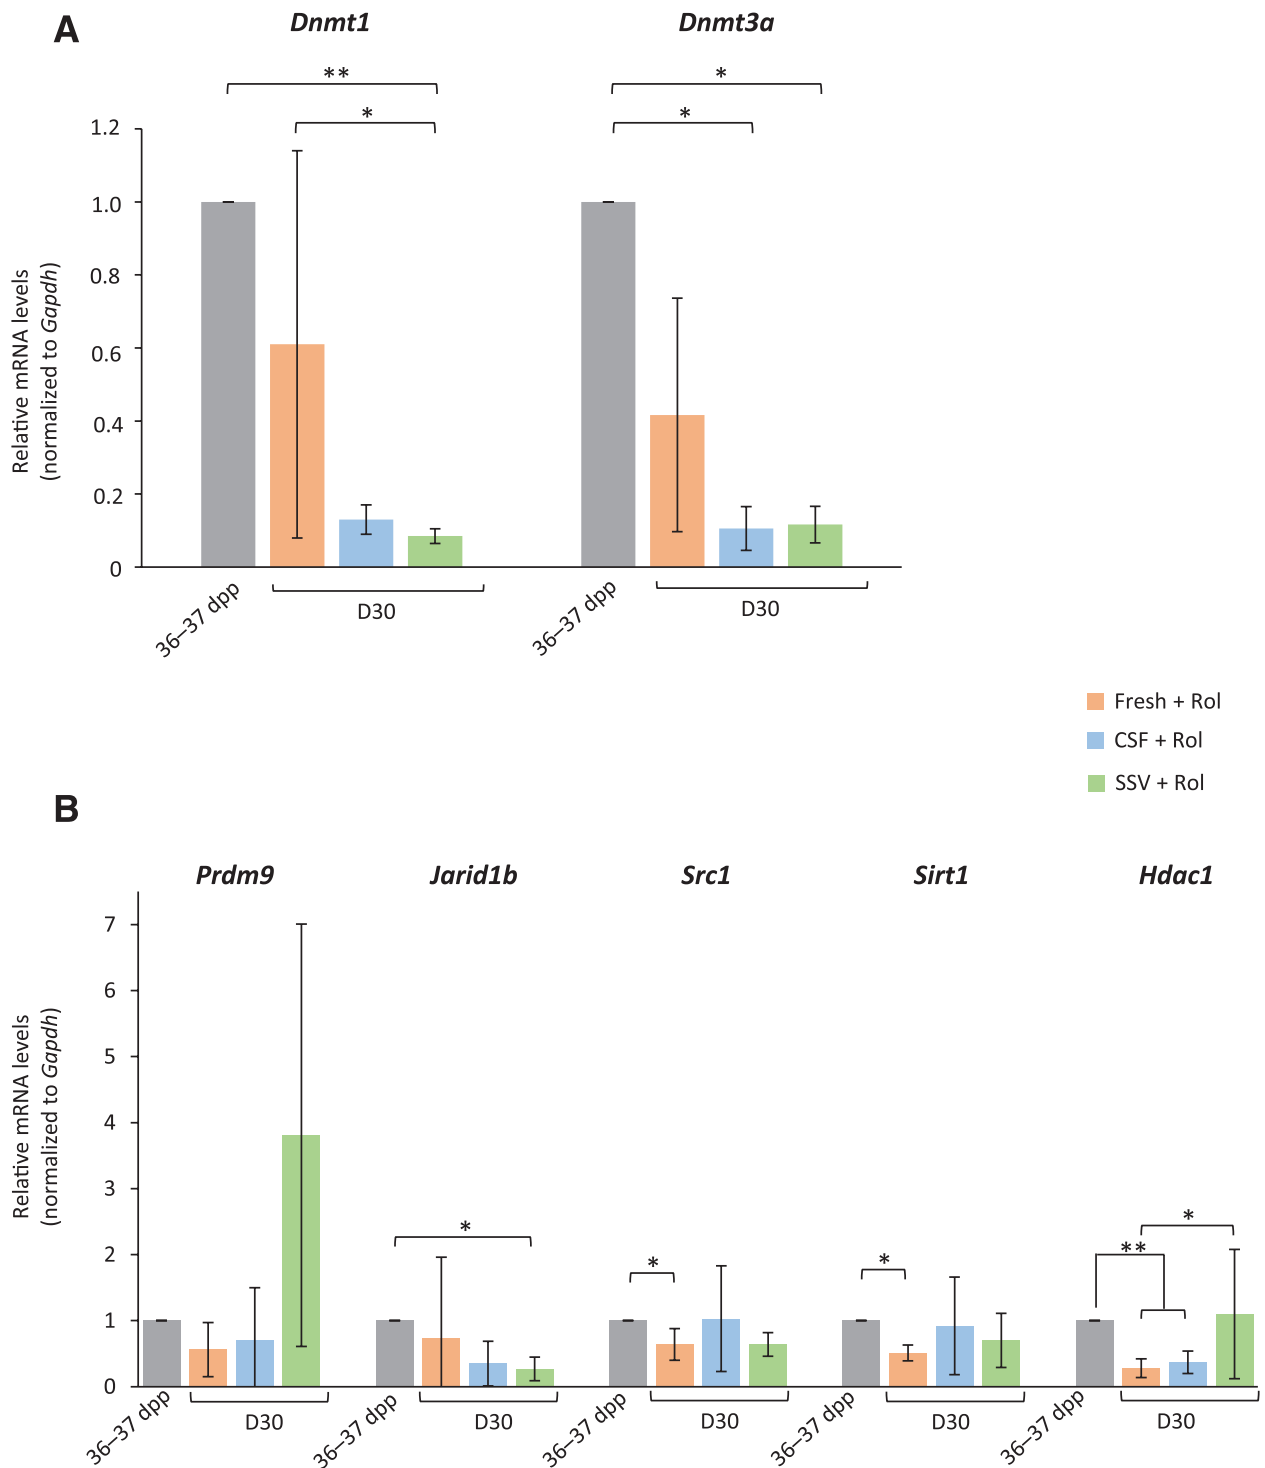 A
Dnmt1
Dnmt3a
**
*
*
*
1.2
1.0
0.8
0.6
0.4
0.2
0
Relative mRNA levels
(normalized to Gapdh)
36–37 dpp
D30
36–37 dpp
D30
Fresh + Rol
CSF + Rol
SSV + Rol
B
Prdm9
Jarid1b
Src1
Sirt1
Hdac1
7
6
5
4
3
2
1
0
Relative mRNA levels
(normalized to Gapdh)
*
*
*
**
*
36–37 dpp
D30
36–37 dpp
D30
36–37 dpp
D30
36–37 dpp
D30
36–37 dpp
D30